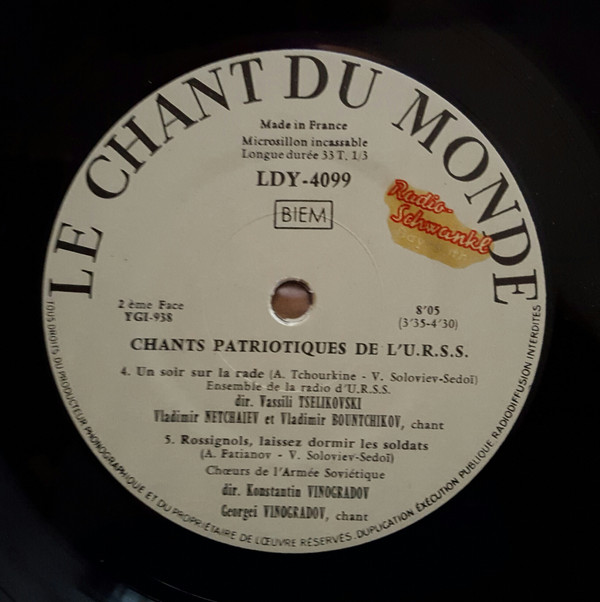 LE CHANT DU MONDE
Made in France
Microsillon incassable
Longue durée 33 T. 1/3
LDY-4099
BIEM
Radio-
Schwankl
2 ème Face
YGI-938
8'05
(3'35-4'30)
CHANTS PATRIOTIQUES DE L'U.R.S.S.
4. Un soir sur la rade (A. Tchourkine - V. Soloviev-Sedoï)
Ensemble de la radio d'U.R.S.S.
dir. Vassili TSELIKOVSKI
Vladimir NETCHAIEV et Vladimir BOUNTCHIKOV, chant
5. Rossignols, laissez dormir les soldats
(A. Fatianov - V. Soloviev-Sedoï)
Chœurs de l'Armée Soviétique
dir. Konstantin VINOGRADOV
Georgei VINOGRADOV, chant
TOUS DROITS DU PRODUCTEUR PHONOGRAPHIQUE ET DU PROPRIÉTAIRE DE L'ŒUVRE RÉSERVÉS. DUPLICATION EXÉCUTION PUBLIQUE RADIODIFFUSION INTERDITES